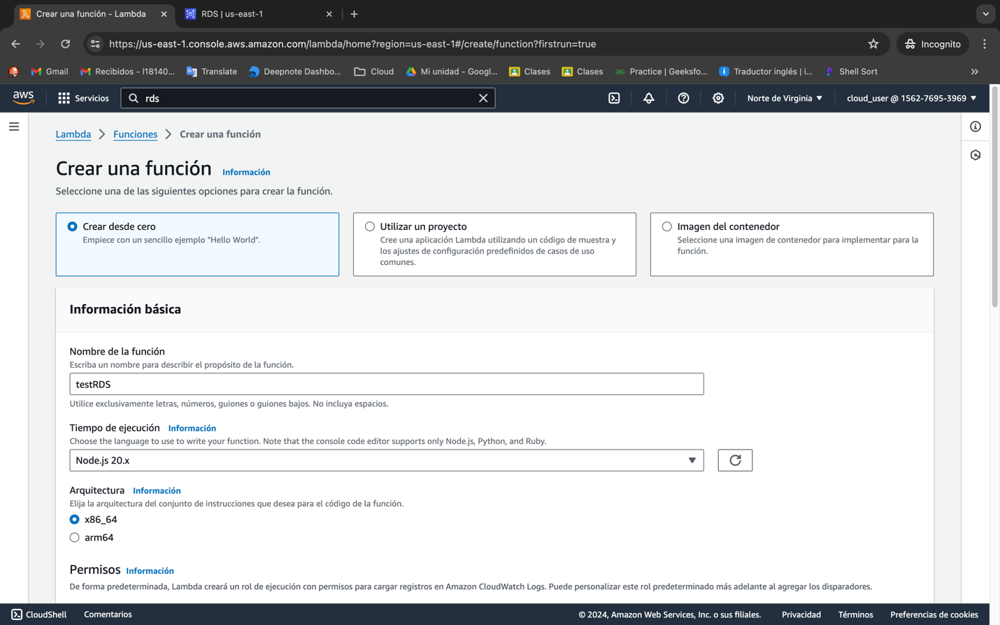 Crear una función - Lambda
RDS | us-east-1
https://us-east-1.console.aws.amazon.com/lambda/home?region=us-east-1#/create/function?firstrun=true
Incognito
Gmail
Recibidos - l18140...
Translate
Deepnote Dashbo...
Cloud
Mi unidad - Googl...
Clases
Clases
Practice | Geeksfo...
Traductor inglés | i...
Shell Sort
aws
Servicios
rds
Norte de Virginia
cloud_user @ 1562-7695-3969
Lambda
Funciones
Crear una función
Crear una función
Información
Seleccione una de las siguientes opciones para crear la función.
Crear desde cero
Empiece con un sencillo ejemplo "Hello World".
Utilizar un proyecto
Cree una aplicación Lambda utilizando un código de muestra y
los ajustes de configuración predefinidos de casos de uso
comunes.
Imagen del contenedor
Seleccione una imagen de contenedor para implementar para la
función.
Información básica
Nombre de la función
Escriba un nombre para describir el propósito de la función.
testRDS
Utilice exclusivamente letras, números, guiones o guiones bajos. No incluya espacios.
Tiempo de ejecución Información
Choose the language to use to write your function. Note that the console code editor supports only Node.js, Python, and Ruby.
Node.js 20.x
Arquitectura Información
Elija la arquitectura del conjunto de instrucciones que desea para el código de la función.
x86_64
arm64
Permisos Información
De forma predeterminada, Lambda creará un rol de ejecución con permisos para cargar registros en Amazon CloudWatch Logs. Puede personalizar este rol predeterminado más adelante al agregar los disparadores.
CloudShell
Comentarios
© 2024, Amazon Web Services, Inc. o sus filiales.
Privacidad
Términos
Preferencias de cookies